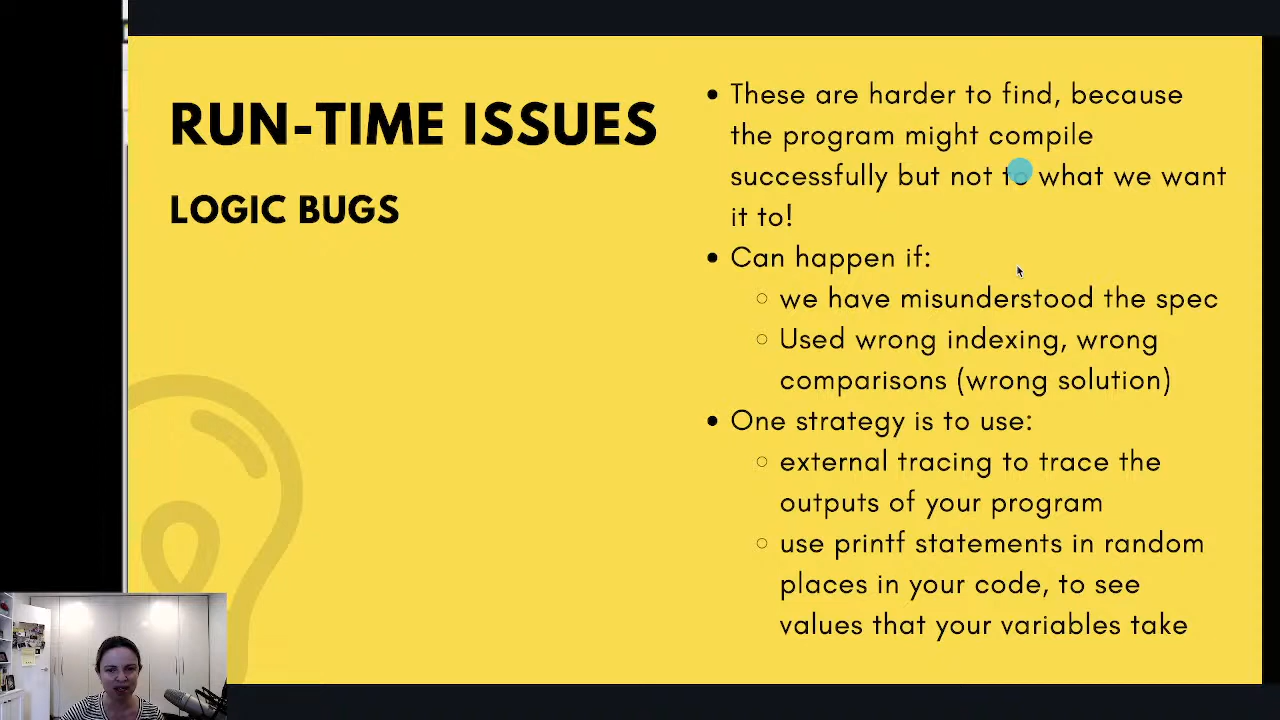 RUN-TIME ISSUES
LOGIC BUGS
These are harder to find, because
the program might compile
successfully but not to what we want
it to!
Can happen if:
we have misunderstood the spec
Used wrong indexing, wrong
comparisons (wrong solution)
One strategy is to use:
external tracing to trace the
outputs of your program
use printf statements in random
places in your code, to see
values that your variables take